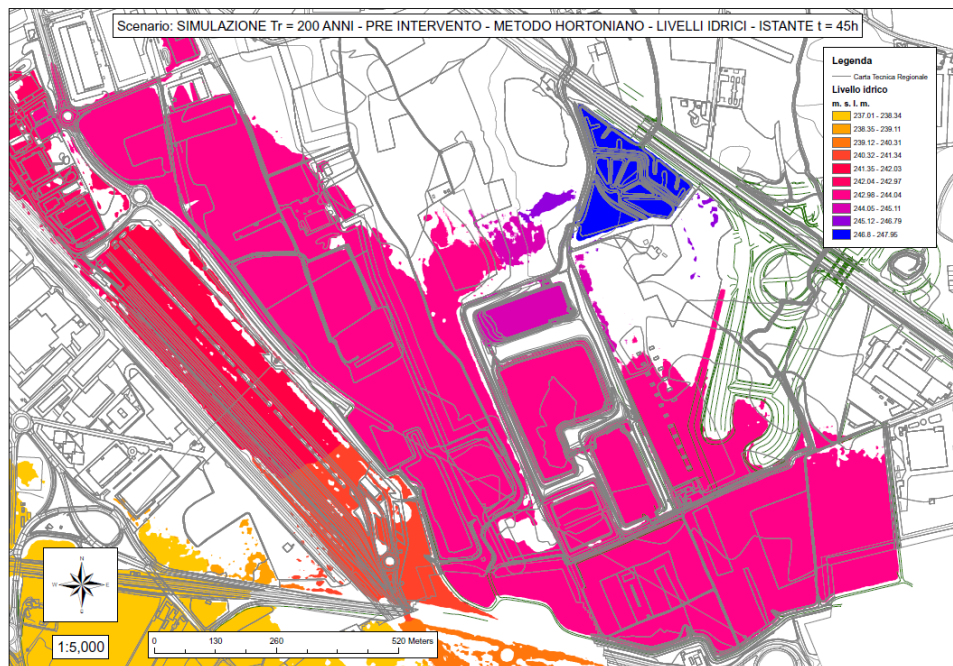 Scenario: SIMULAZIONE Tr = 200 ANNI - PRE INTERVENTO - METODO HORTONIANO - LIVELLI IDRICI - ISTANTE t = 45h
Legenda
Carta Tecnica Regionale
Livello idrico
m. s. l. m.
237.01 - 238.34
238.35 - 239.11
239.12 - 240.31
240.32 - 241.34
241.35 - 242.03
242.04 - 242.97
242.98 - 244.04
244.05 - 245.11
245.12 - 246.79
246.8 - 247.95
N
W E
S
1:5,000
0 130 260 520 Meters